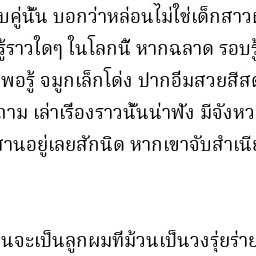 บคู่นั้น บอกว่าหล่อนไม่ใช่เด็กสาว
รู้ราวใดๆ ในโลกนี้ หากฉลาด รอบรู้
พอรู้ จมูกเล็กโด่ง ปากอิ่มสวยสีส
ถาม เล่าเรื่องราวนั้นน่าฟัง มีจังหว
สานอยู่เลยสักนิด หากเขาจับสำเนีย
นจะเป็นลูกผมที่ม้วนเป็นวงรุ่ยร่าย